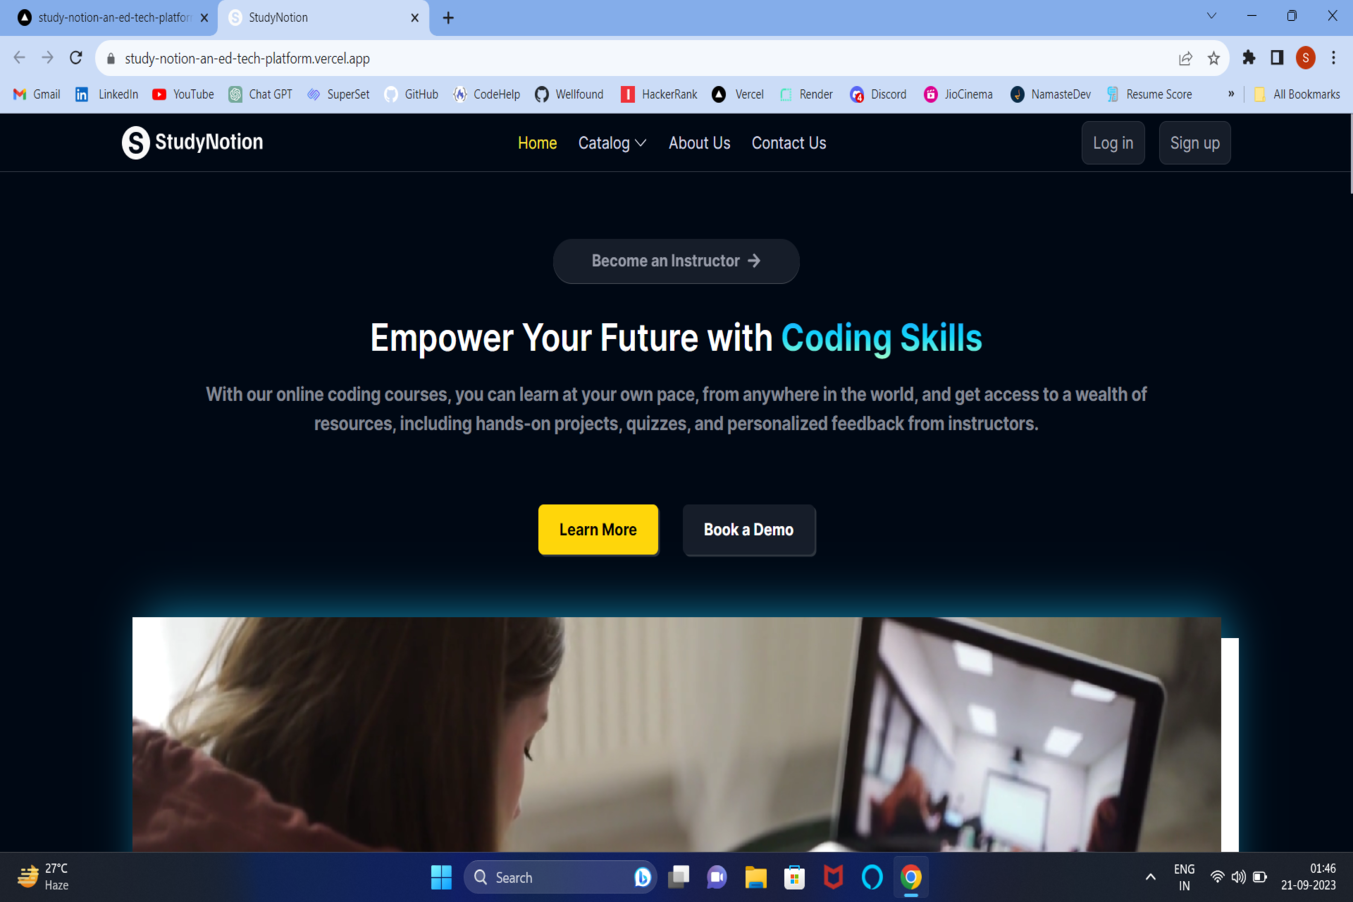 study-notion-an-ed-tech-platfor
StudyNotion
study-notion-an-ed-tech-platform.vercel.app
S
Gmail
LinkedIn
YouTube
Chat GPT
SuperSet
GitHub
CodeHelp
Wellfound
HackerRank
Vercel
Render
Discord
JioCinema
NamasteDev
Resume Score
»
All Bookmarks
S StudyNotion
Home
Catalog
About Us
Contact Us
Log in
Sign up
Become an Instructor
Empower Your Future with Coding Skills
With our online coding courses, you can learn at your own pace, from anywhere in the world, and get access to a wealth of
resources, including hands-on projects, quizzes, and personalized feedback from instructors.
Learn More
Book a Demo
27°C
Haze
Search
ENG
IN
01:46
21-09-2023